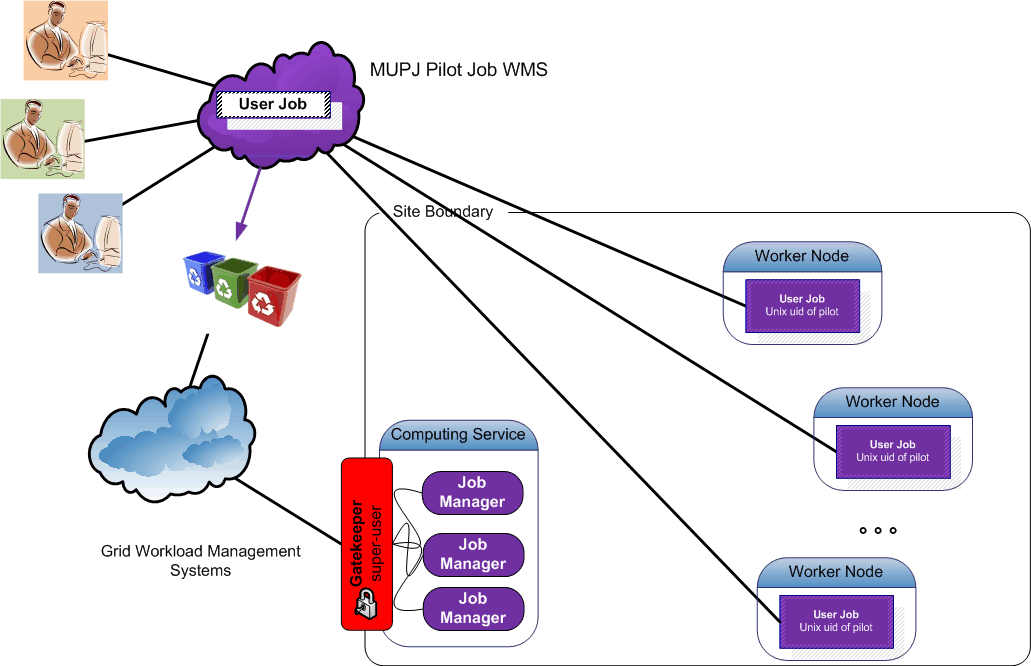 MUPJ Pilot Job WMS
User Job
Site Boundary
Worker Node
User Job
Unix uid of pilot
Worker Node
User Job
Unix uid of pilot
Computing Service
Job
Manager
Job
Manager
Job
Manager
Gatekeeper
super-user
Grid Workload Management
Systems
Worker Node
User Job
Unix uid of pilot